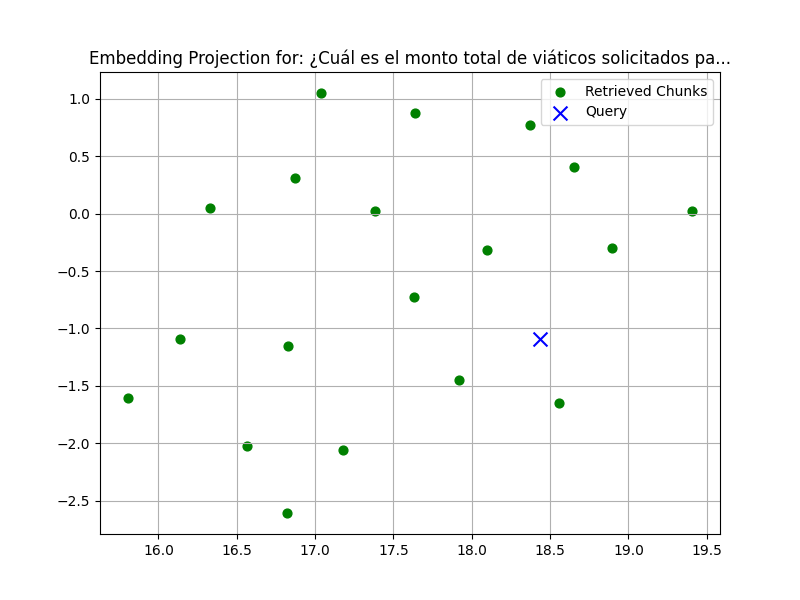 Embedding Projection for: ¿Cuál es el monto total de viáticos solicitados pa...
Retrieved Chunks
Query
1.0
0.5
0.0
−0.5
−1.0
−1.5
−2.0
−2.5
16.0 16.5 17.0 17.5 18.0 18.5 19.0 19.5